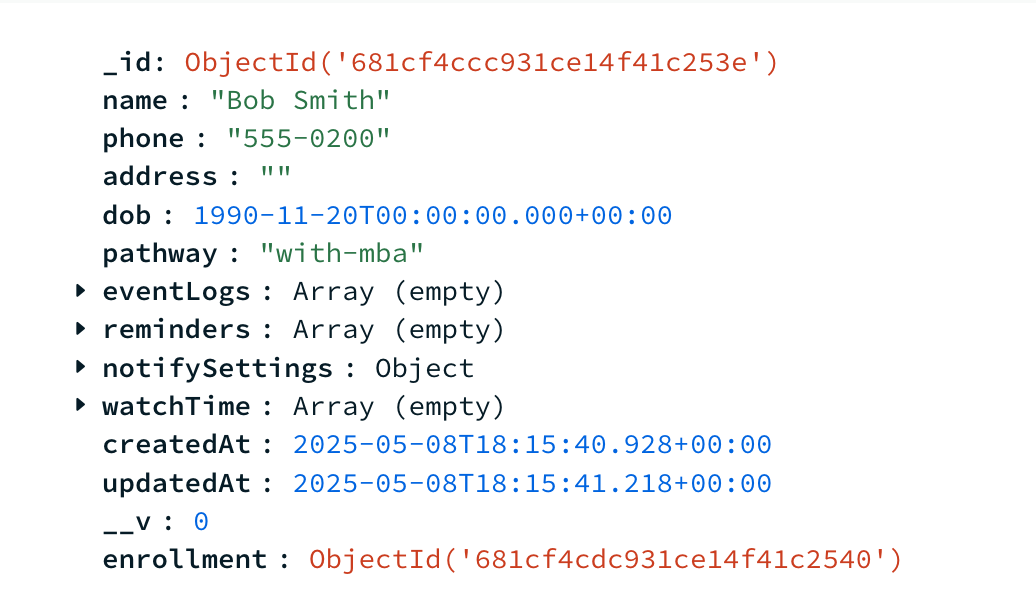 _id: ObjectId('681cf4ccc931ce14f41c253e')
name : "Bob Smith"
phone : "555-0200"
address : ""
dob : 1990-11-20T00:00:00.000+00:00
pathway : "with-mba"
eventLogs : Array (empty)
reminders : Array (empty)
notifySettings : Object
watchTime : Array (empty)
createdAt : 2025-05-08T18:15:40.928+00:00
updatedAt : 2025-05-08T18:15:41.218+00:00
__v : 0
enrollment : ObjectId('681cf4cdc931ce14f41c2540')